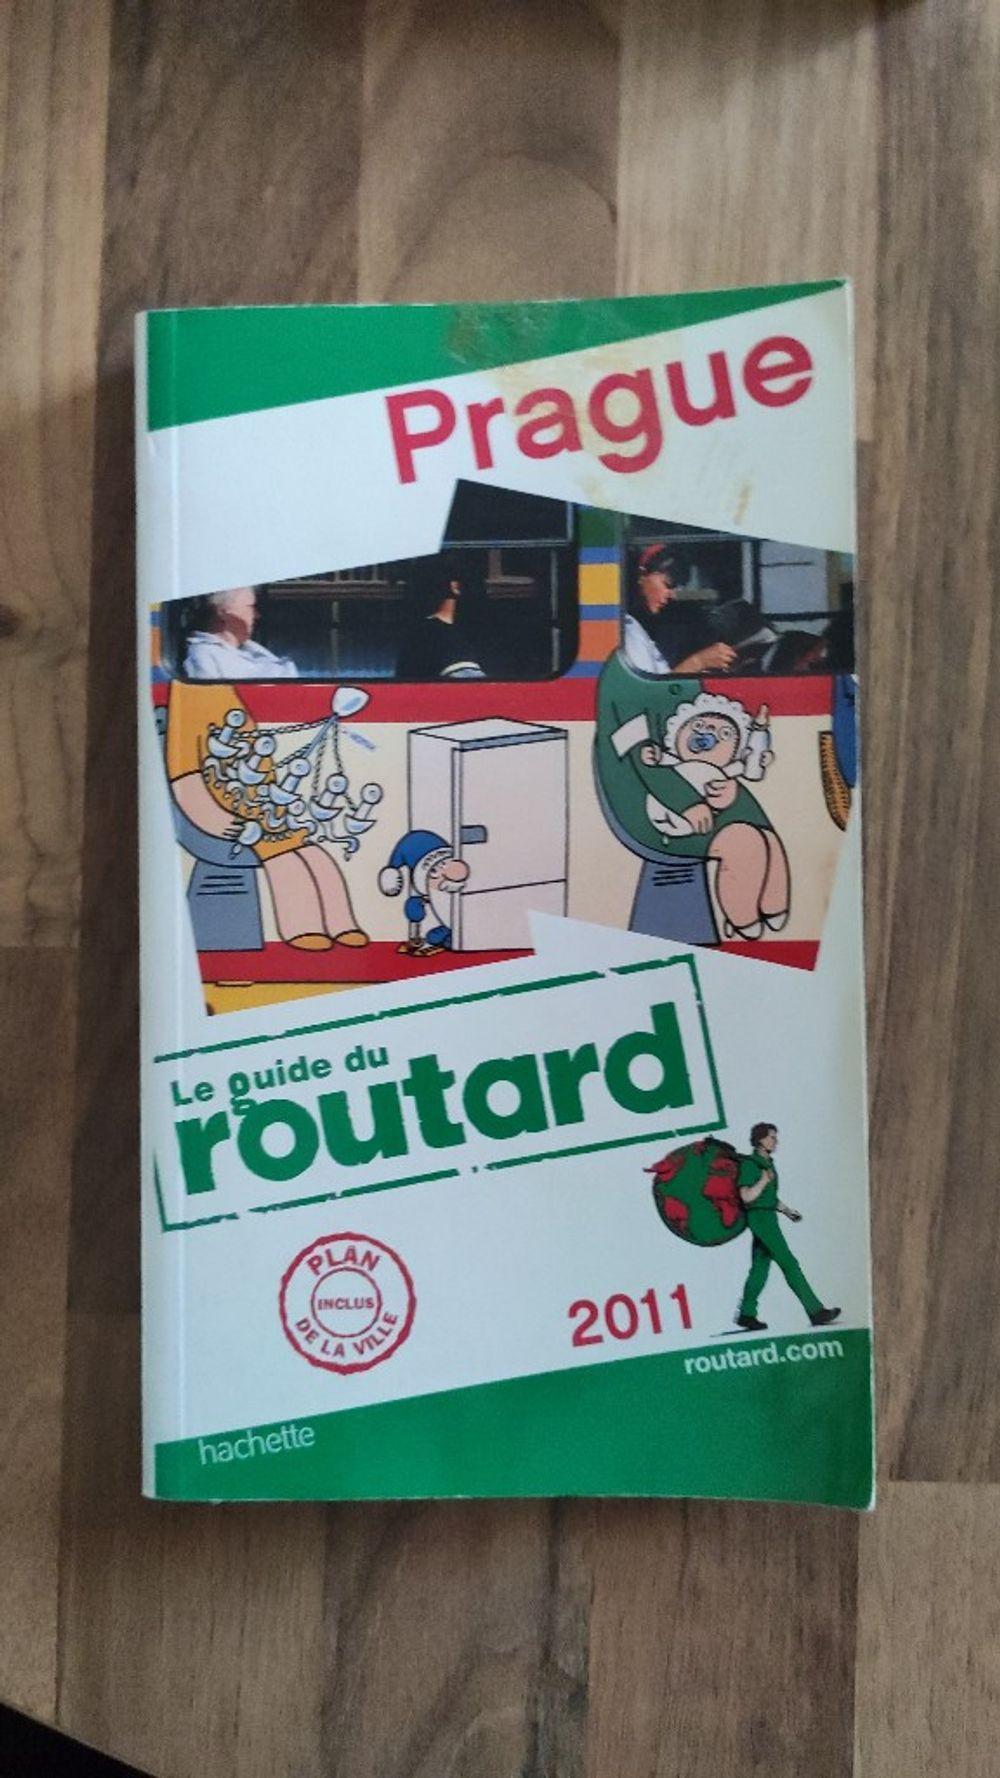 Prague
Le guide du
routard
PLAN
INCLUS
DE LA VILLE
2011
routard.com
hachette